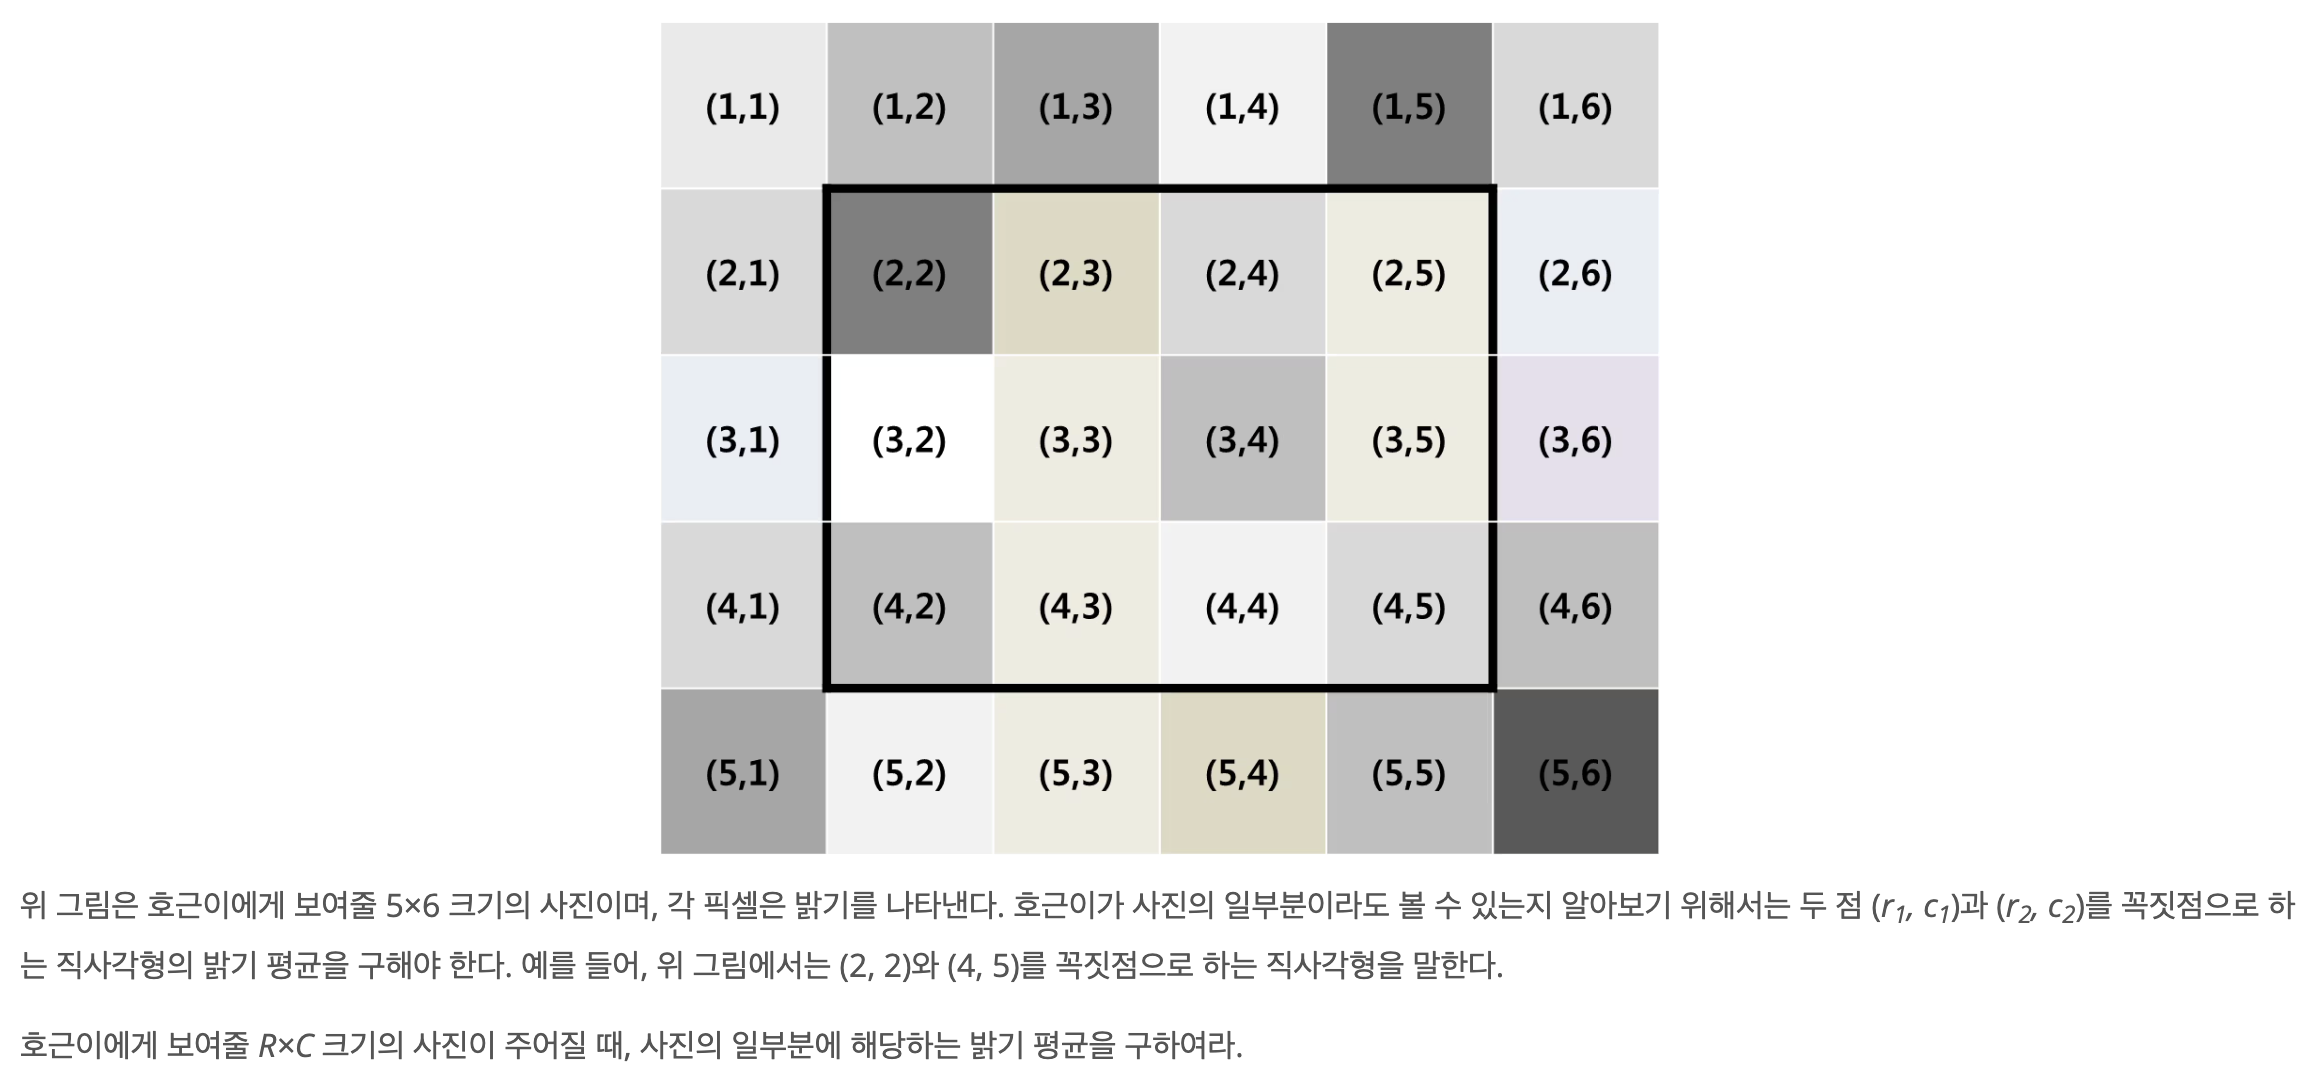 (1,1) (1,2) (1,3) (1,4) (1,5) (1,6)
(2,1) (2,2) (2,3) (2,4) (2,5) (2,6)
(3,1) (3,2) (3,3) (3,4) (3,5) (3,6)
(4,1) (4,2) (4,3) (4,4) (4,5) (4,6)
(5,1) (5,2) (5,3) (5,4) (5,5) (5,6)
위 그림은 호근이에게 보여줄 5×6 크기의 사진이며, 각 픽셀은 밝기를 나타낸다. 호근이가 사진의 일부분이라도 볼 수 있는지 알아보기 위해서는 두 점 (r1, c1)과 (r2, c2)를 꼭짓점으로 하
는 직사각형의 밝기 평균을 구해야 한다. 예를 들어, 위 그림에서는 (2, 2)와 (4, 5)를 꼭짓점으로 하는 직사각형을 말한다.
호근이에게 보여줄 R×C 크기의 사진이 주어질 때, 사진의 일부분에 해당하는 밝기 평균을 구하여라.